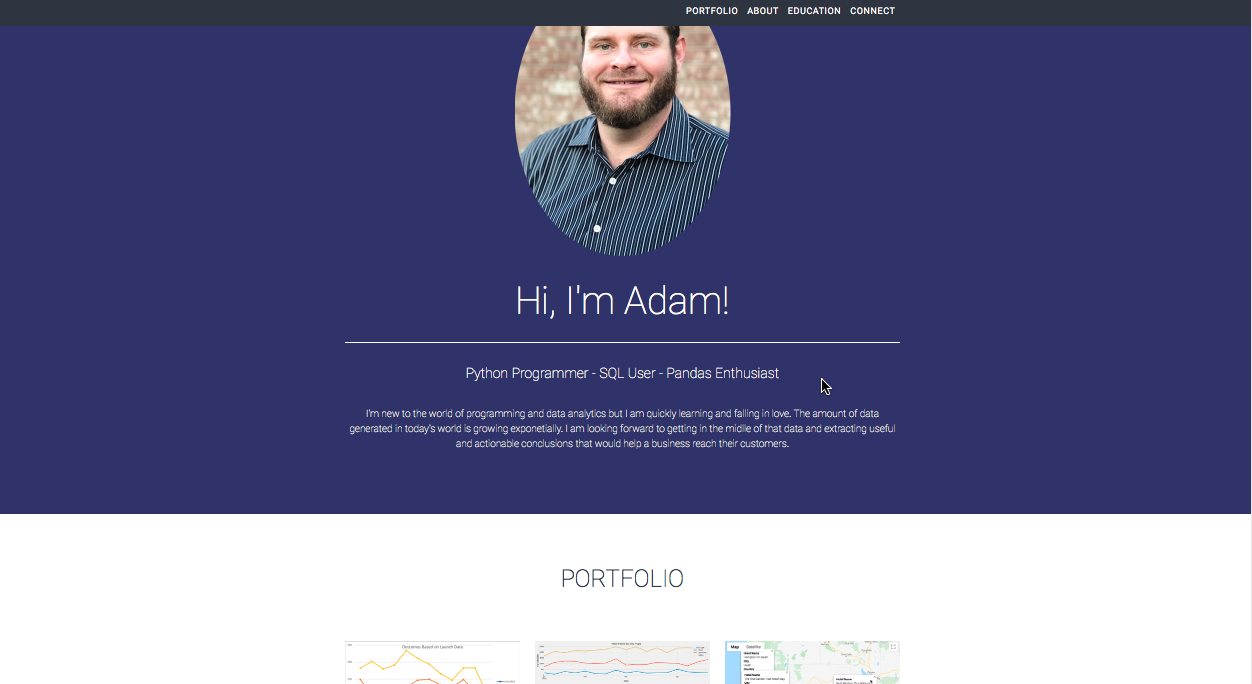 PORTFOLIO ABOUT EDUCATION CONNECT
Hi, I'm Adam!
Python Programmer - SQL User - Pandas Enthusiast
I'm new to the world of programming and data analytics but I am quickly learning and falling in love. The amount of data
generated in today's world is growing exponetially. I am looking forward to getting in the midlle of that data and extracting useful
and actionable conclusions that would help a business reach their customers.
PORTFOLIO
Outcomes Based on Launch Date
Map Satellite